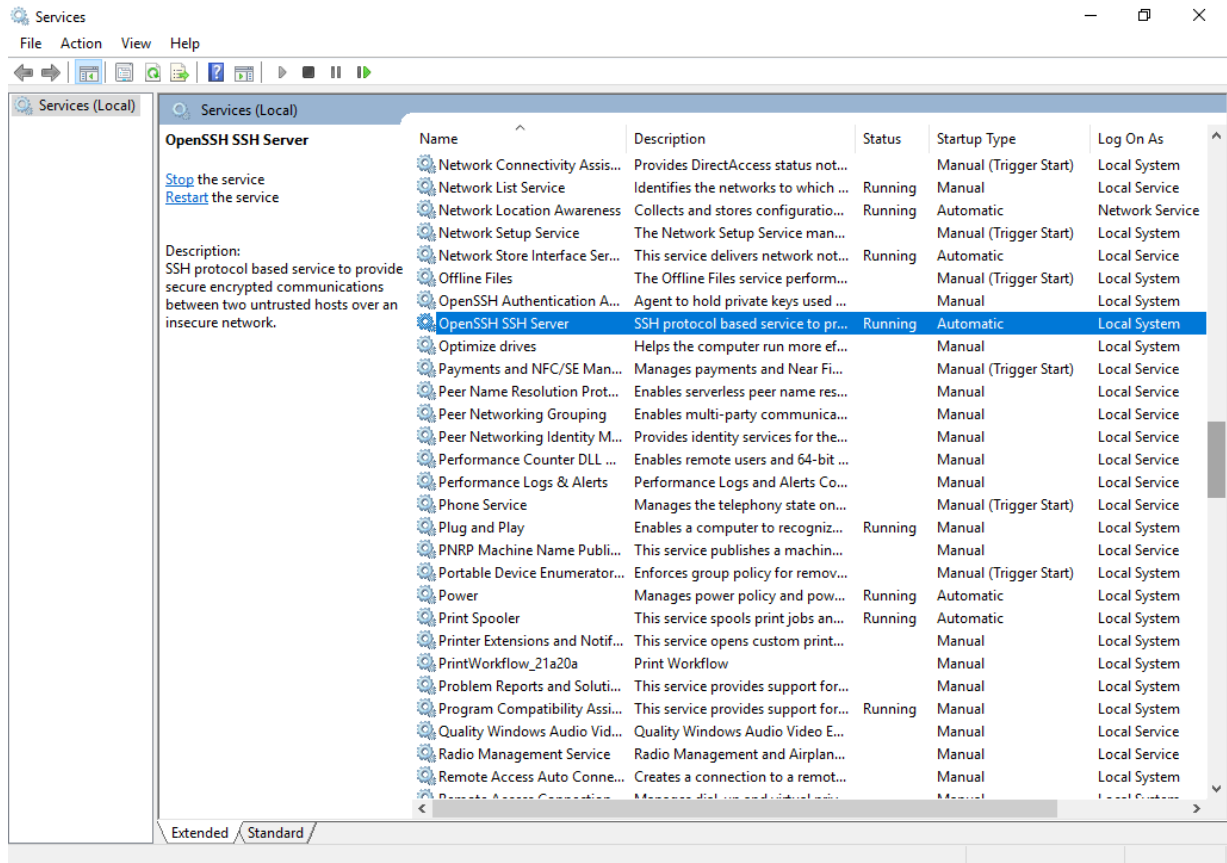 Services
File Action View Help
Services (Local)
Services (Local)
OpenSSH SSH Server
Stop the service
Restart the service
Description:
SSH protocol based service to provide
secure encrypted communications
between two untrusted hosts over an
insecure network.
Name Description Status Startup Type Log On As
Network Connectivity Assis... Provides DirectAccess status not... Manual (Trigger Start) Local System
Network List Service Identifies the networks to which ... Running Manual Local Service
Network Location Awareness Collects and stores configuratio... Running Automatic Network Service
Network Setup Service The Network Setup Service man... Manual (Trigger Start) Local System
Network Store Interface Ser... This service delivers network not... Running Automatic Local Service
Offline Files The Offline Files service perform... Manual (Trigger Start) Local System
OpenSSH Authentication A... Agent to hold private keys used ... Manual Local System
OpenSSH SSH Server SSH protocol based service to pr... Running Automatic Local System
Optimize drives Helps the computer run more ef... Manual Local System
Payments and NFC/SE Man... Manages payments and Near Fi... Manual (Trigger Start) Local Service
Peer Name Resolution Prot... Enables serverless peer name res... Manual Local Service
Peer Networking Grouping Enables multi-party communica... Manual Local Service
Peer Networking Identity M... Provides identity services for the... Manual Local Service
Performance Counter DLL ... Enables remote users and 64-bit ... Manual Local Service
Performance Logs & Alerts Performance Logs and Alerts Co... Manual Local Service
Phone Service Manages the telephony state on... Manual (Trigger Start) Local Service
Plug and Play Enables a computer to recogniz... Running Manual Local System
PNRP Machine Name Publi... This service publishes a machin... Manual Local Service
Portable Device Enumerator... Enforces group policy for remov... Manual (Trigger Start) Local System
Power Manages power policy and pow... Running Automatic Local System
Print Spooler This service spools print jobs an... Running Automatic Local System
Printer Extensions and Notif... This service opens custom print... Manual Local System
PrintWorkflow_21a20a Print Workflow Manual Local System
Problem Reports and Soluti... This service provides support for... Manual Local System
Program Compatibility Assi... This service provides support for... Running Manual Local System
Quality Windows Audio Vid... Quality Windows Audio Video E... Manual Local Service
Radio Management Service Radio Management and Airplan... Manual Local Service
Remote Access Auto Conne... Creates a connection to a remot... Manual Local System
Extended Standard